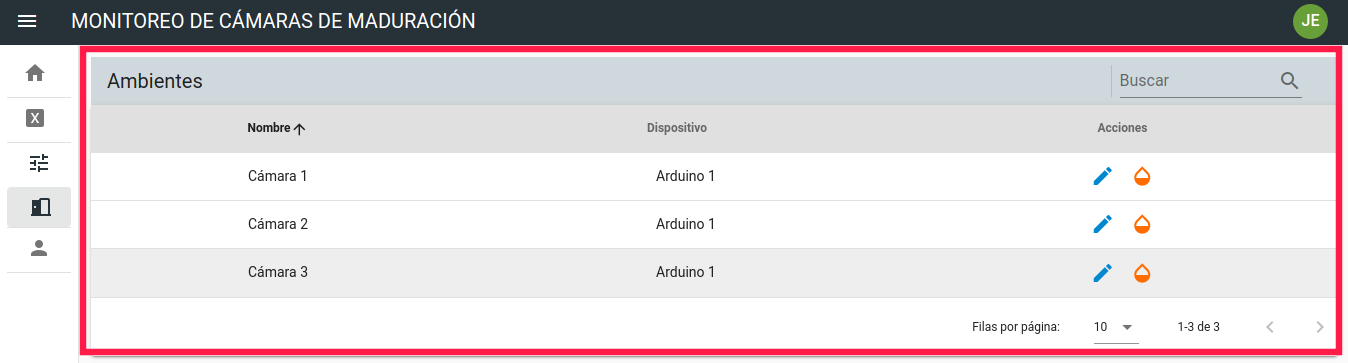 MONITOREO DE CÁMARAS DE MADURACIÓN JE
Ambientes Buscar
X
Nombre Dispositivo Acciones
Cámara 1 Arduino 1
Cámara 2 Arduino 1
Cámara 3 Arduino 1
Filas por página: 10 1-3 de 3